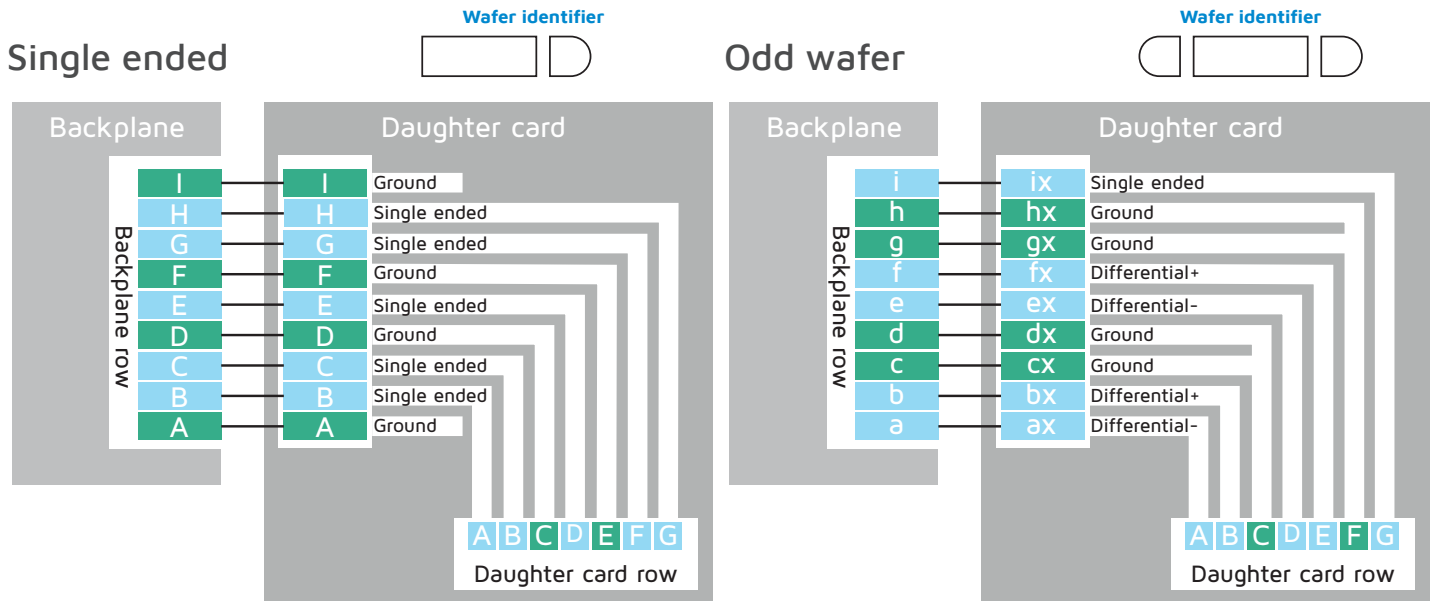 Wafer identifier
Single ended
Backplane
Daughter card
Backplane row
I
H
G
F
E
D
C
B
A
I
H
G
F
E
D
C
B
A
Ground
Single ended
Single ended
Ground
Single ended
Ground
Single ended
Single ended
Ground
A B C D E F G
Daughter card row
Wafer identifier
Odd wafer
Backplane
Daughter card
Backplane row
i
h
g
f
e
d
c
b
a
ix
hx
gx
fx
ex
dx
cx
bx
ax
Single ended
Ground
Ground
Differential+
Differential-
Ground
Ground
Differential+
Differential-
A B C D E F G
Daughter card row